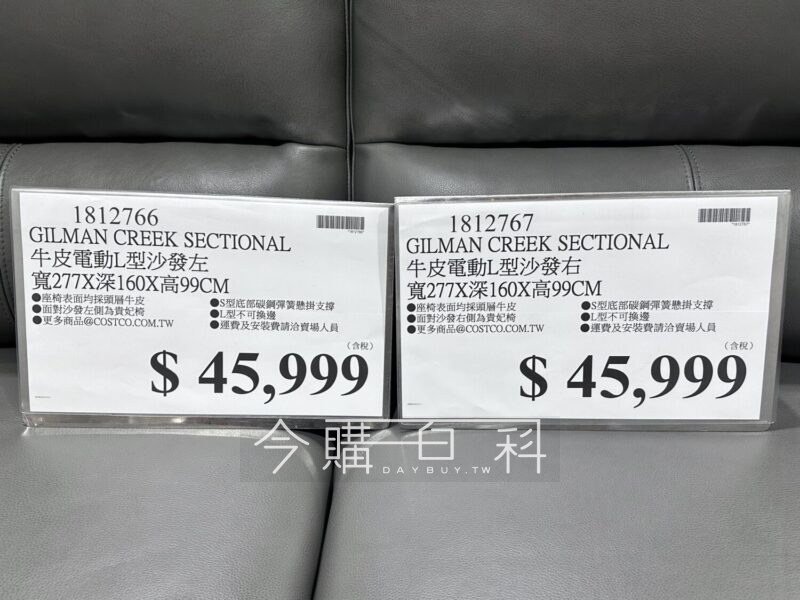 1812766
GILMAN CREEK SECTIONAL
牛皮電動L型沙發左
寬277X深160X高99CM
●座椅表面均採頭層牛皮
●面對沙發左側為貴妃椅
●更多商品@COSTCO.COM.TW
●S型底部碳鋼彈簧懸掛支撐
●L型不可換邊
●運費及安裝費請洽賣場人員
(含稅)
$ 45,999
1812767
GILMAN CREEK SECTIONAL
牛皮電動L型沙發右
寬277X深160X高99CM
●座椅表面均採頭層牛皮
●面對沙發右側為貴妃椅
●更多商品@COSTCO.COM.TW
●S型底部碳鋼彈簧懸掛支撐
●L型不可換邊
●運費及安裝費請洽賣場人員
(含稅)
$ 45,999
今購百科
DAYBUY.TW